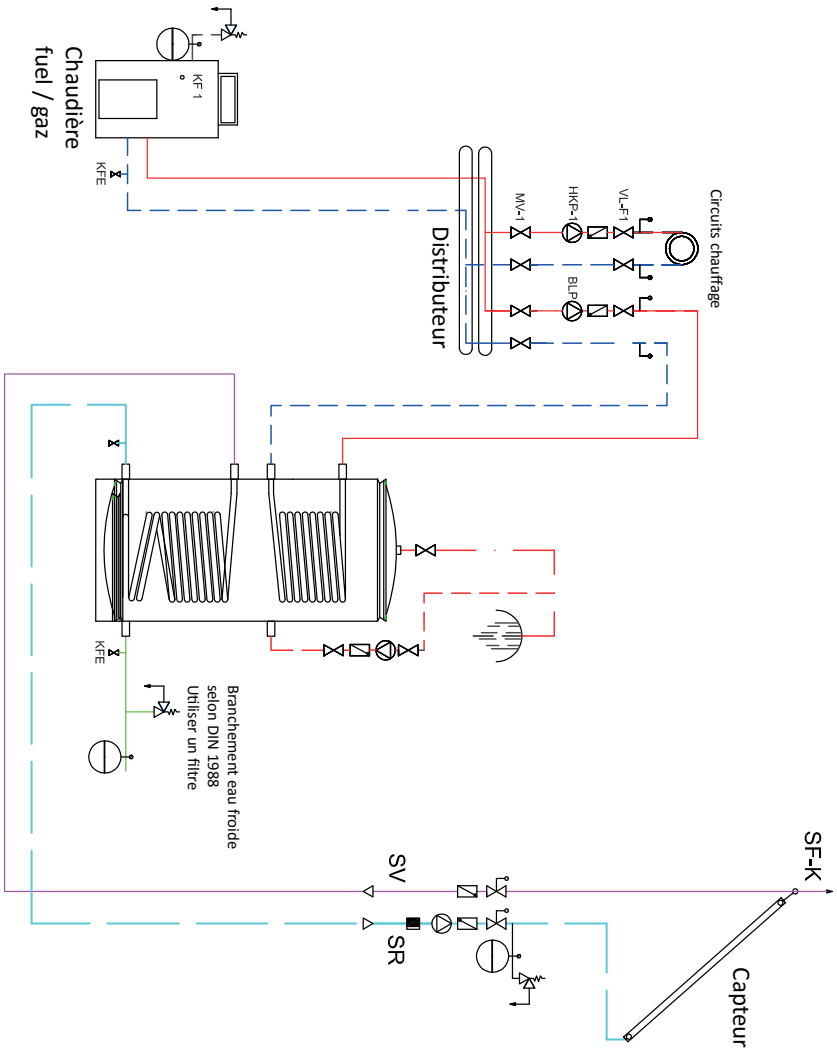 Chaudière
fuel / gaz
KF 1
KFE
Distributeur
MV-1
HKP-1
VL-F1
BLP
Circuits chauffage
KFE
Branchement eau froide
selon DIN 1988
Utiliser un filtre
SV
SR
SF-K
Capteur